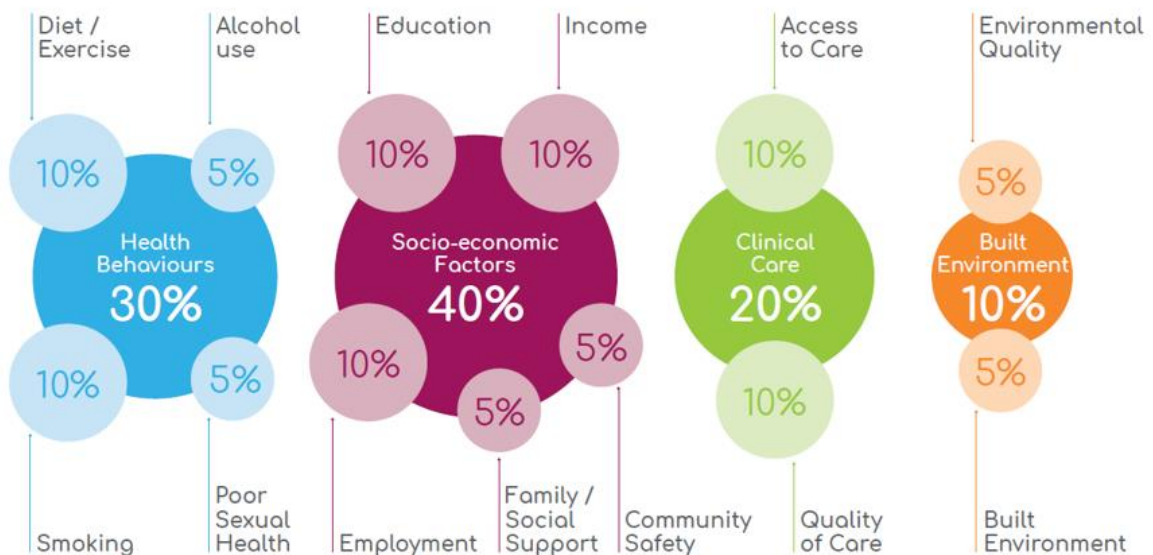 Diet /
Exercise
Alcohol
use
Education
Income
Access
to Care
Environmental
Quality
10%
5%
10%
10%
10%
5%
Health
Behaviours
30%
Socio-economic
Factors
40%
Clinical
Care
20%
Built
Environment
10%
10%
5%
10%
5%
5%
10%
5%
Smoking
Poor
Sexual
Health
Employment
Family /
Social
Support
Community
Safety
Quality
of Care
Built
Environment